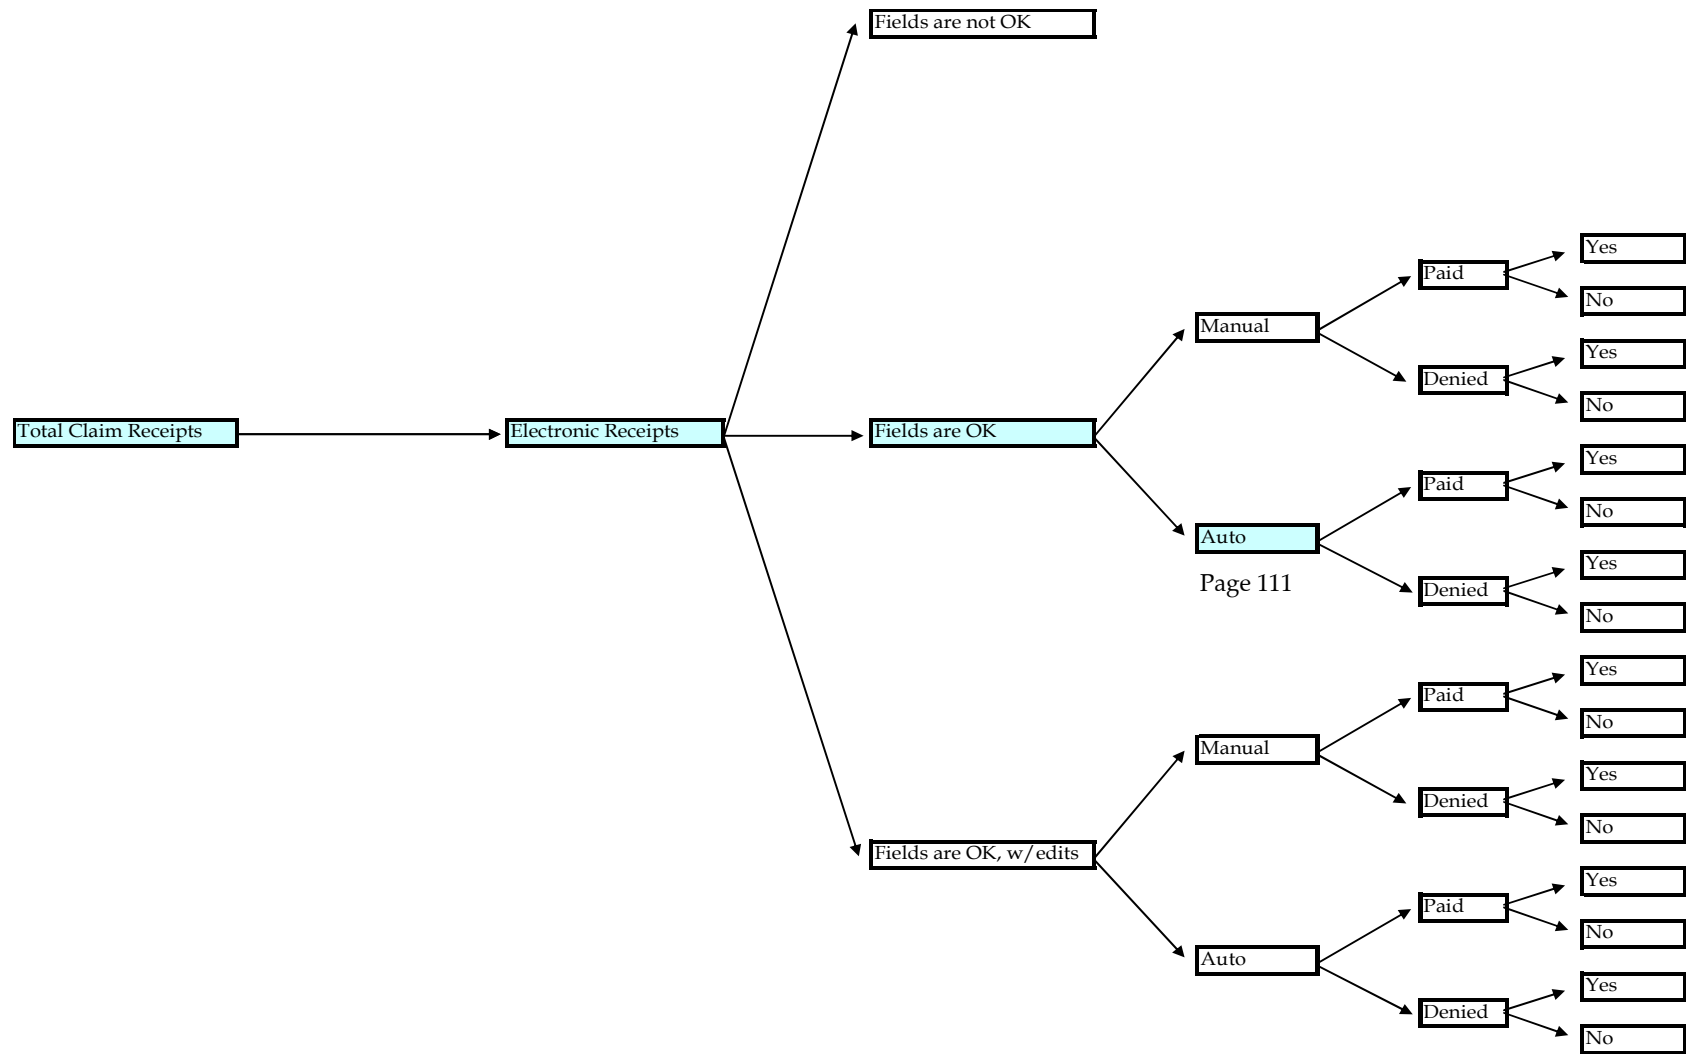 Fields are not OK
Yes
Paid
No
Manual
Yes
Denied
No
Total Claim Receipts
Electronic Receipts
Fields are OK
Yes
Paid
No
Auto
Yes
Page 111
Denied
No
Yes
Paid
No
Manual
Yes
Denied
No
Fields are OK, w/edits
Yes
Paid
No
Auto
Yes
Denied
No